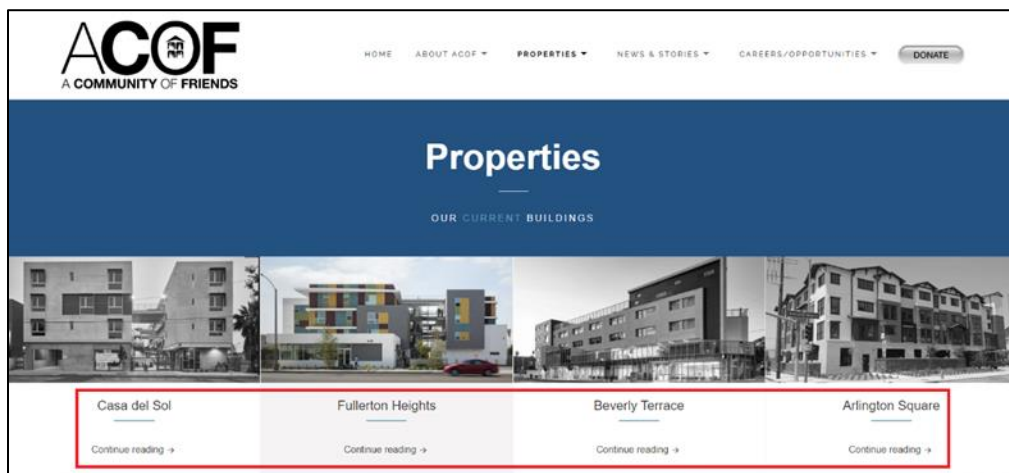 ACOF
A COMMUNITY OF FRIENDS
HOME ABOUT ACOF PROPERTIES NEWS & STORIES CAREERS/OPPORTUNITIES DONATE
Properties
OUR CURRENT BUILDINGS
Casa del Sol Fullerton Heights Beverly Terrace Arlington Square
Continue reading → Continue reading → Continue reading → Continue reading →